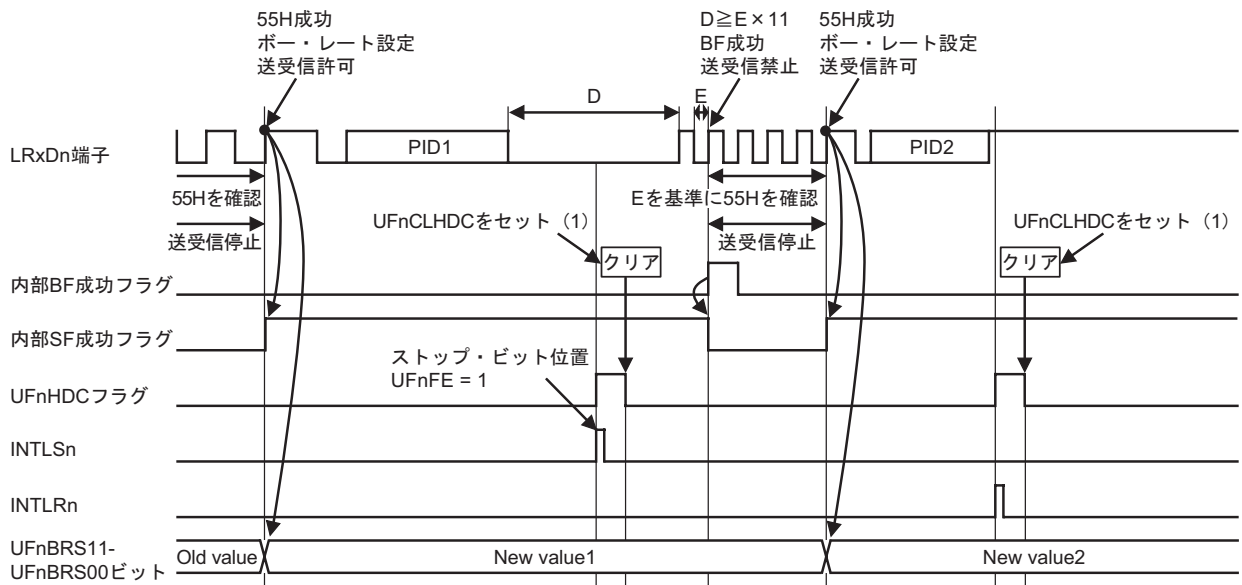 55H成功
ボー・レート設定
送受信許可
D≧E×11
BF成功
送受信禁止
55H成功
ボー・レート設定
送受信許可
D
E
LRxDn端子
PID1
PID2
55Hを確認
Eを基準に55Hを確認
送受信停止
UFnCLHDCをセット（1）
送受信停止
UFnCLHDCをセット（1）
クリア
クリア
内部BF成功フラグ
内部SF成功フラグ
ストップ・ビット位置
UFnFE = 1
UFnHDCフラグ
INTLSn
INTLRn
UFnBRS11-
UFnBRS00ビット
Old value
New value1
New value2